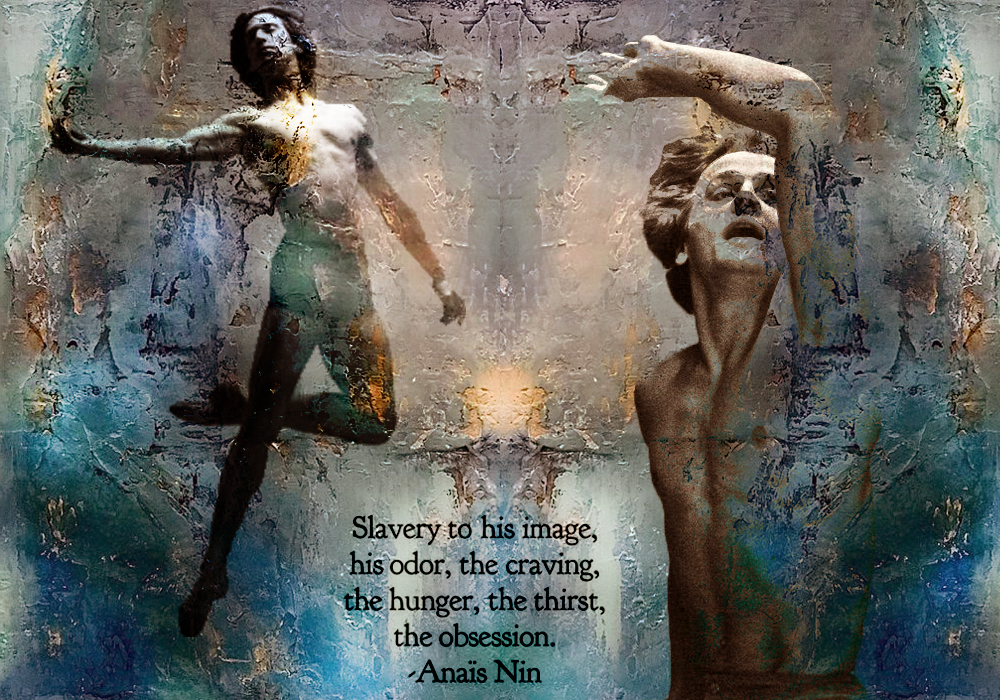 Slavery to his image,
his odor, the craving,
the hunger, the thirst,
the obsession.
-Anaïs Nin